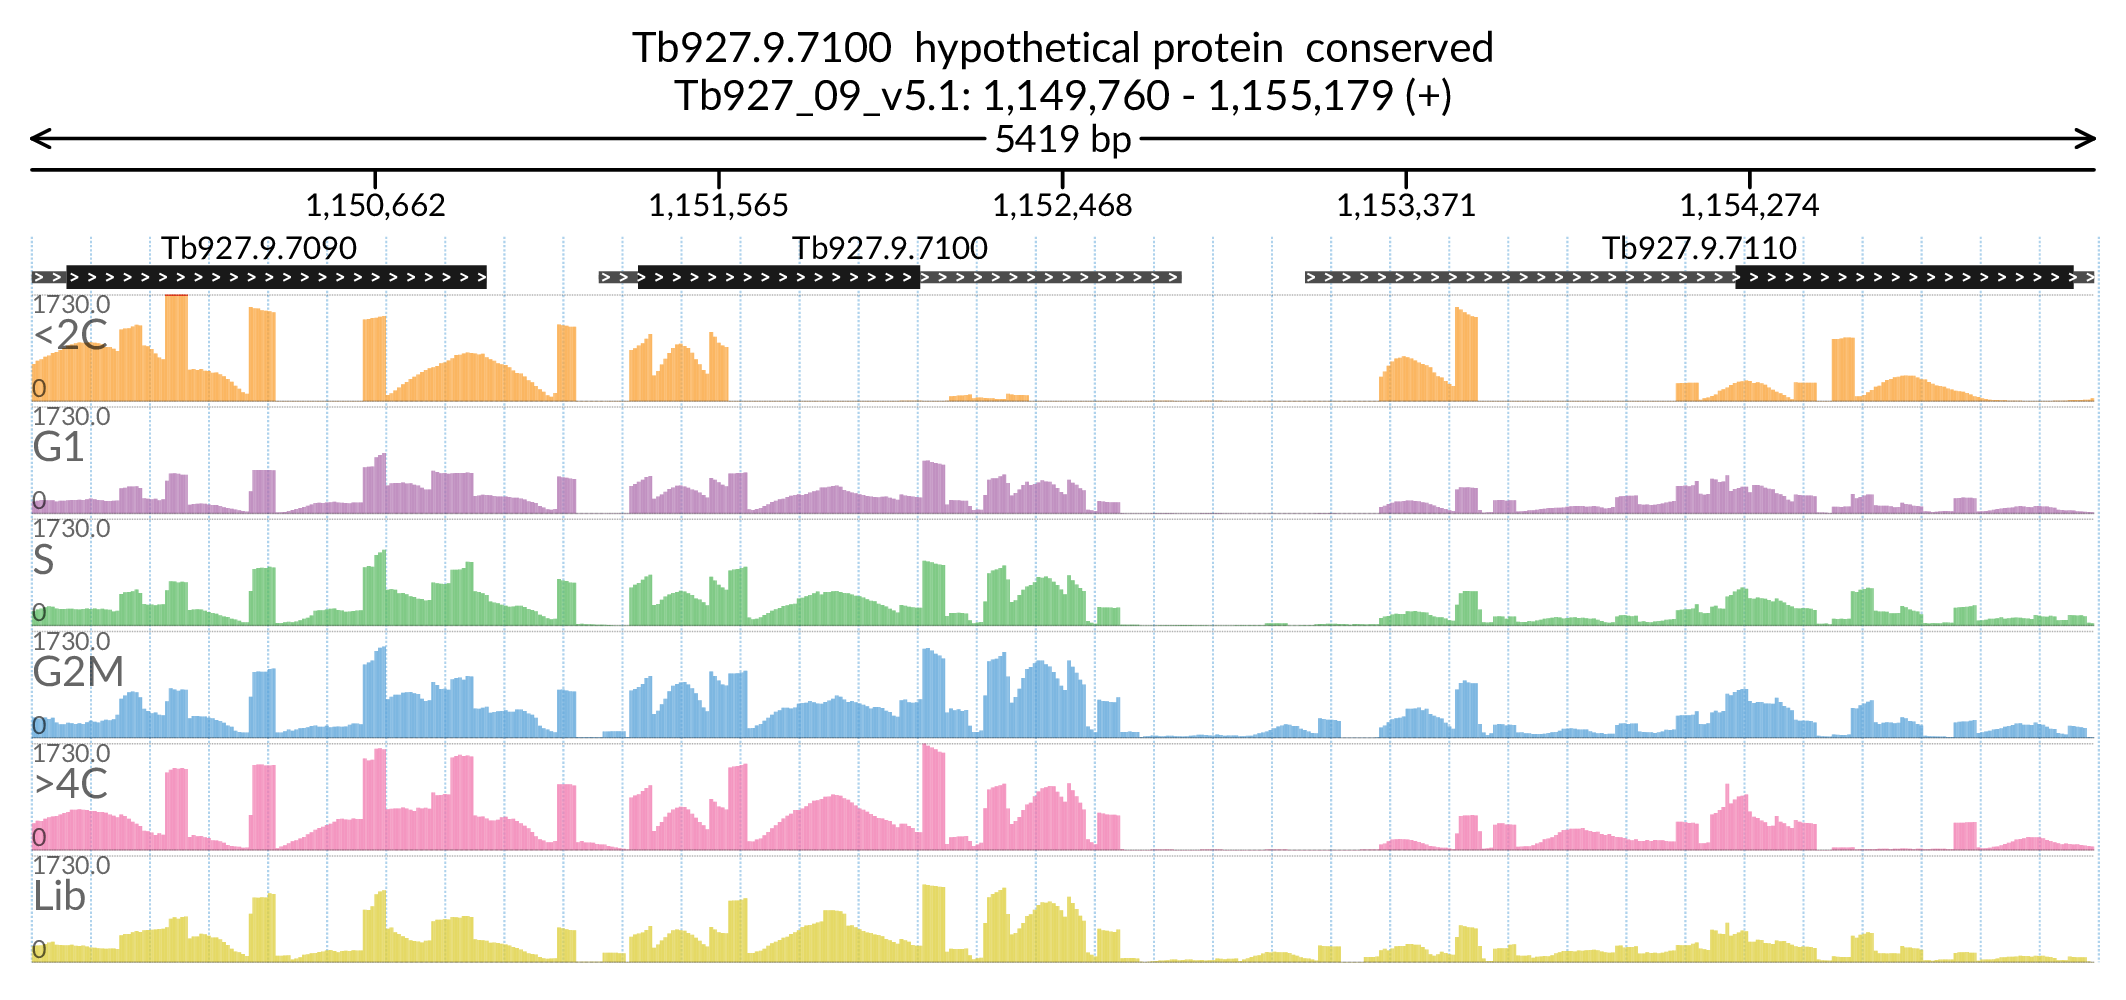 Tb927.9.7100 hypothetical protein conserved
Tb927_09_v5.1: 1,149,760 - 1,155,179 (+)
5419 bp
1,150,662 1,151,565 1,152,468 1,153,371 1,154,274
Tb927.9.7090 Tb927.9.7100 Tb927.9.7110
1730.0
<2C
0
1730.0
G1
0
1730.0
S
0
1730.0
G2M
0
1730.0
>4C
0
1730.0
Lib
0